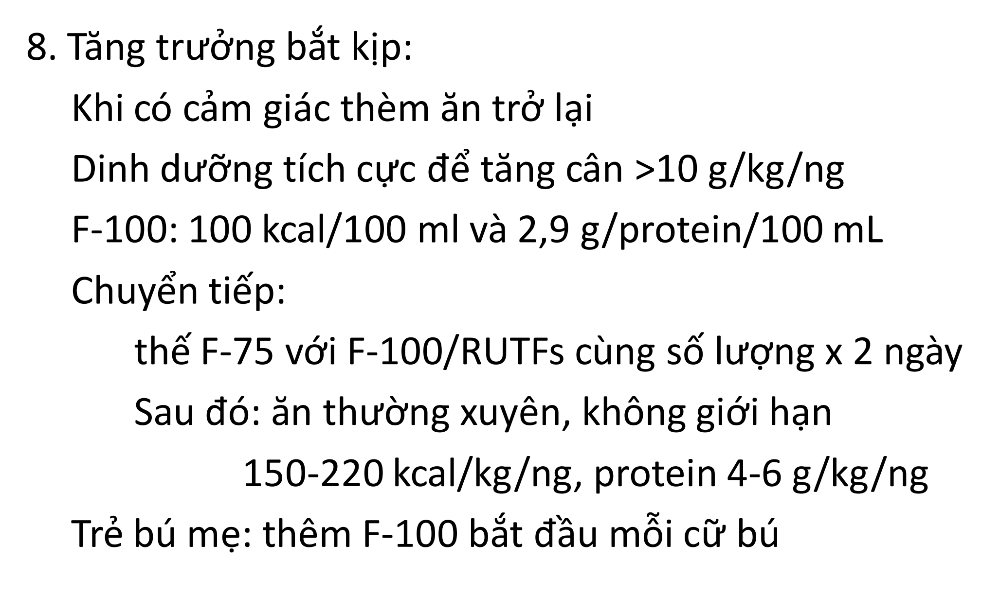 8. Tăng trưởng bắt kịp:
Khi có cảm giác thèm ăn trở lại
Dinh dưỡng tích cực để tăng cân >10 g/kg/ng
F-100: 100 kcal/100 ml và 2,9 g/protein/100 mL
Chuyển tiếp:
thế F-75 với F-100/RUTFs cùng số lượng x 2 ngày
Sau đó: ăn thường xuyên, không giới hạn
150-220 kcal/kg/ng, protein 4-6 g/kg/ng
Trẻ bú mẹ: thêm F-100 bắt đầu mỗi cữ bú